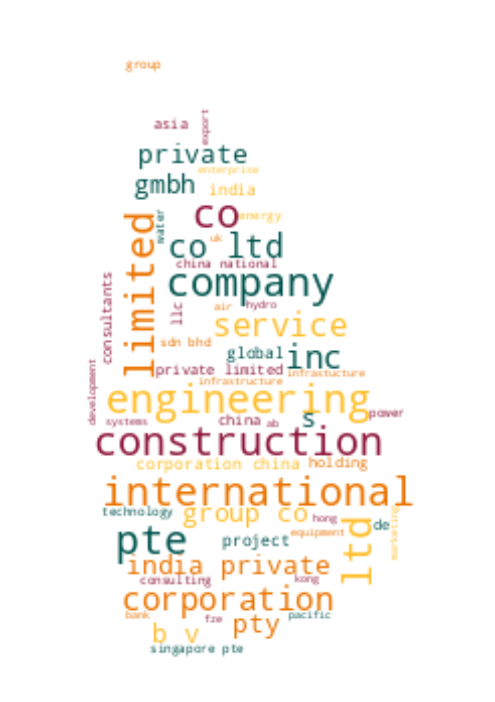 group
asia
export
private
enterprise
gmbh
india
co
energy
limited
water
uk
co ltd
china national
company
consultants
llc
air
hydro
service
sdn bhd
global
inc
private limited
infrastucture
infrastructure
development
engineering
s
power
systems
china
ab
construction
corporation china
holding
international
technology
group co
hong
ltd
de
marketing
pte
project
equipment
india private
consulting
kong
corporation
bank
fze
pty
pacific
b v
singapore pte